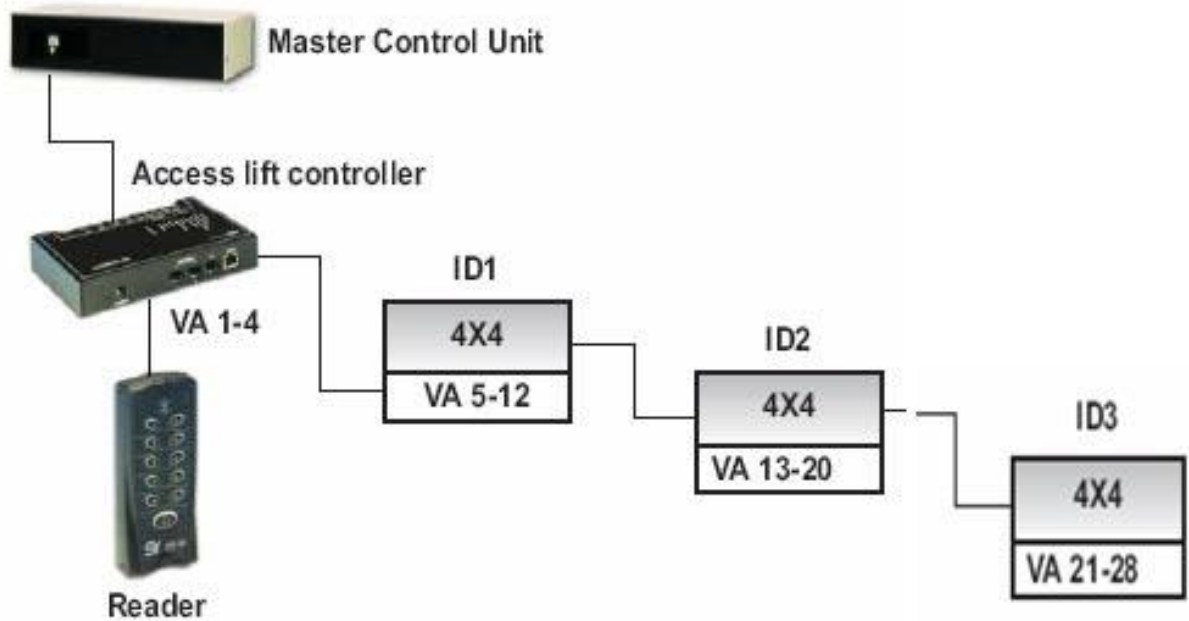 Master Control Unit
Access lift controller
VA 1-4
Reader
ID1
4X4
VA 5-12
ID2
4X4
VA 13-20
ID3
4X4
VA 21-28